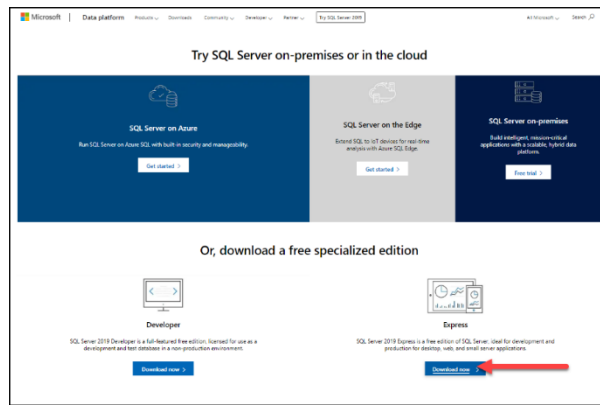 Microsoft | Data platform Products Downloads Community Developer Partner Try SQL Server 2019 All Microsoft Search
Try SQL Server on-premises or in the cloud
SQL Server on Azure
Run SQL Server on Azure SQL with built-in security and manageability.
Get started >
SQL Server on the Edge
Extend SQL to IoT devices for real-time
analysis with Azure SQL Edge.
Get started >
SQL Server on-premises
Build intelligent, mission-critical
applications with a scalable, hybrid data
platform.
Free trial >
Or, download a free specialized edition
Developer
SQL Server 2019 Developer is a full-featured free edition, licensed for use as a
development and test database in a non-production environment.
Download now >
Express
SQL Server 2019 Express is a free edition of SQL Server, ideal for development and
production for desktop, web, and small server applications.
Download now >